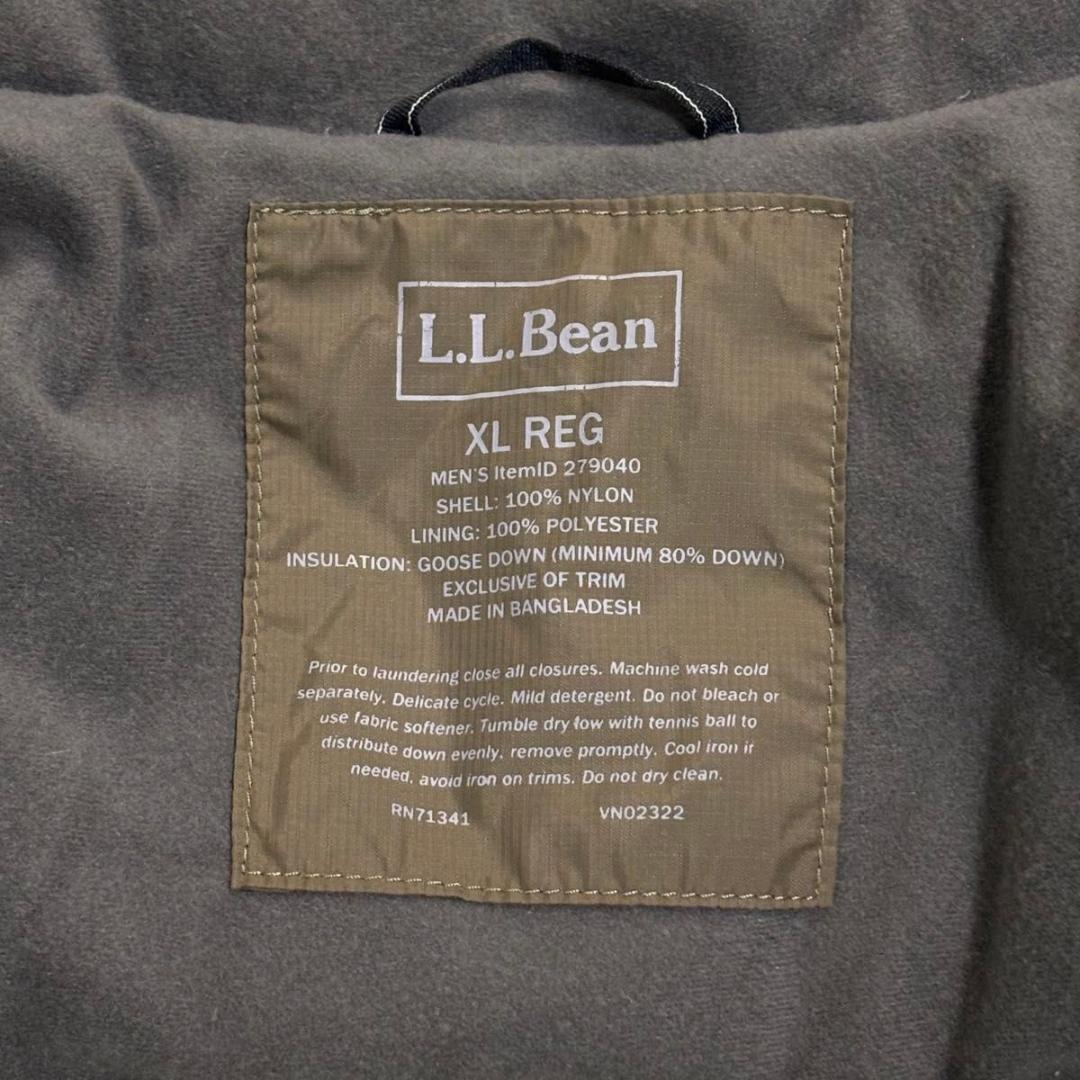 L.L.Bean
XL REG
MEN'S ItemID 279040
SHELL: 100% NYLON
LINING: 100% POLYESTER
INSULATION: GOOSE DOWN (MINIMUM 80% DOWN)
EXCLUSIVE OF TRIM
MADE IN BANGLADESH
Prior to laundering close all closures. Machine wash cold
separately. Delicate cycle. Mild detergent. Do not bleach or
use fabric softener. Tumble dry low with tennis ball to
distribute down evenly, remove promptly. Cool iron if
needed, avoid iron on trims. Do not dry clean.
RN71341 VN02322